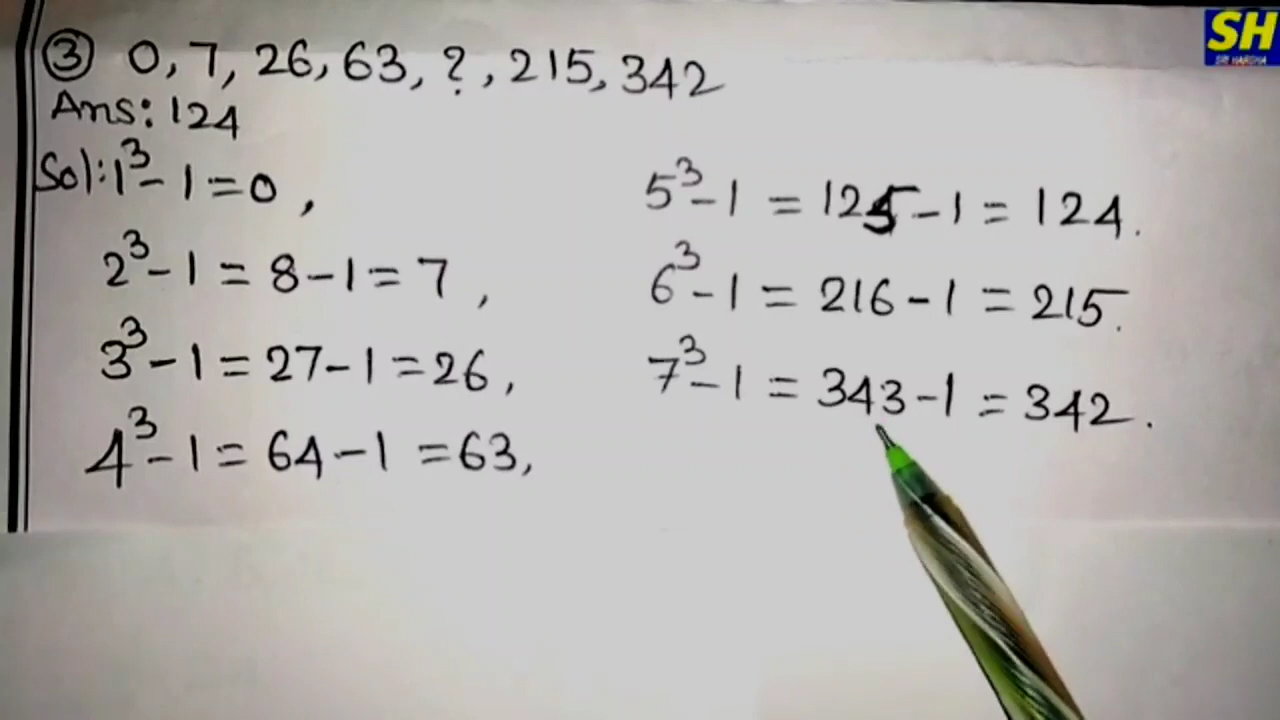 ③ 0, 7, 26, 63, ?, 215, 342
Ans: 124
Sol: 1³ - 1 = 0,
2³ - 1 = 8 - 1 = 7,
3³ - 1 = 27 - 1 = 26,
4³ - 1 = 64 - 1 = 63,
5³ - 1 = 125 - 1 = 124.
6³ - 1 = 216 - 1 = 215.
7³ - 1 = 343 - 1 = 342.
SH
SRI HARSHA